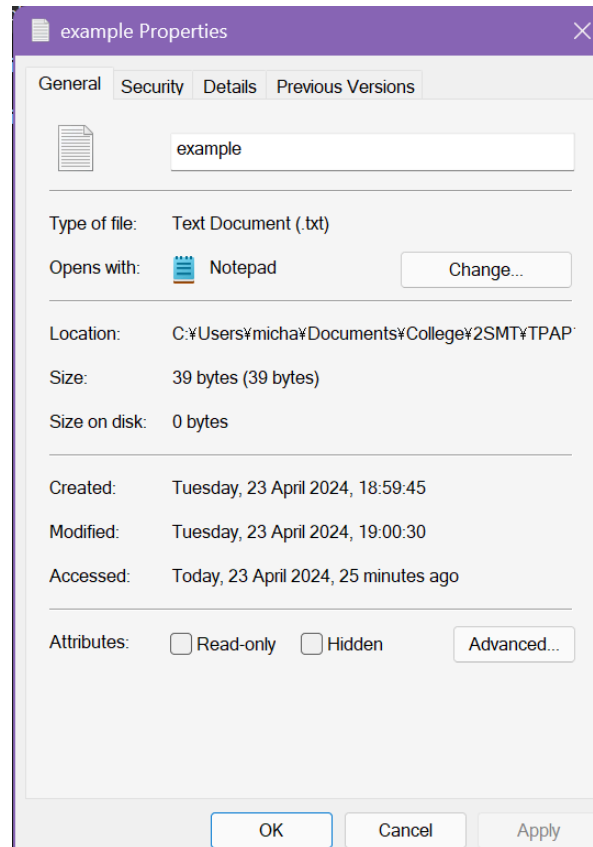 example Properties
General Security Details Previous Versions
example
Type of file: Text Document (.txt)
Opens with: Notepad Change...
Location: C:¥Users¥micha¥Documents¥College¥2SMT¥TPAP
Size: 39 bytes (39 bytes)
Size on disk: 0 bytes
Created: Tuesday, 23 April 2024, 18:59:45
Modified: Tuesday, 23 April 2024, 19:00:30
Accessed: Today, 23 April 2024, 25 minutes ago
Attributes: Read-only Hidden Advanced...
OK Cancel Apply